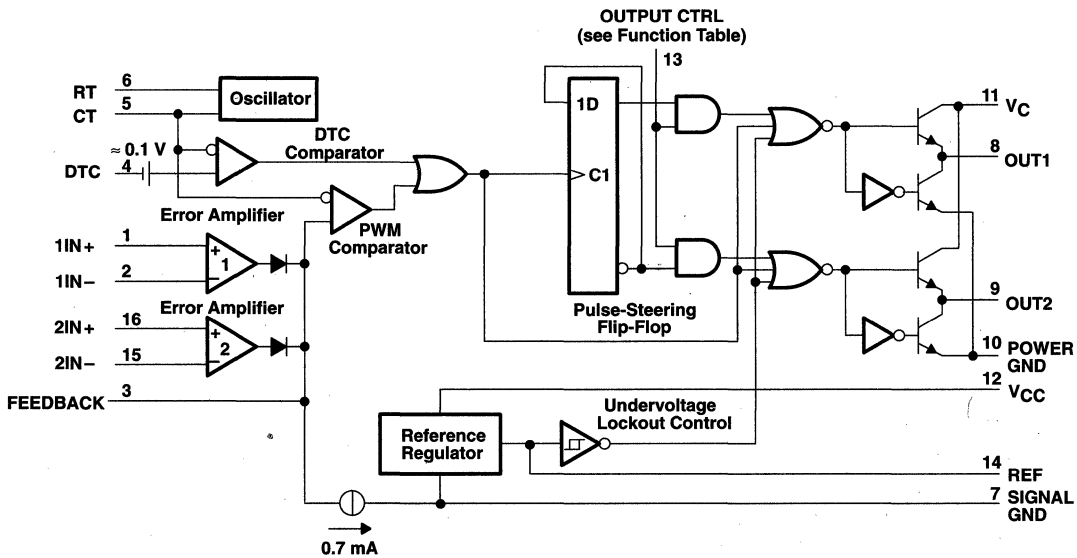 OUTPUT CTRL
(see Function Table)
13
RT
6
CT
5
Oscillator
1D
11
VC
≈ 0.1 V
DTC
Comparator
DTC
4
8
OUT1
C1
Error Amplifier
PWM
Comparator
1IN+
1
+
1
1IN−
2
−
Error Amplifier
Pulse-Steering
Flip-Flop
9
OUT2
2IN+
16
+
2
2IN−
15
−
10
POWER
GND
FEEDBACK
3
12
VCC
Undervoltage
Lockout Control
Reference
Regulator
14
REF
7
SIGNAL
GND
0.7 mA